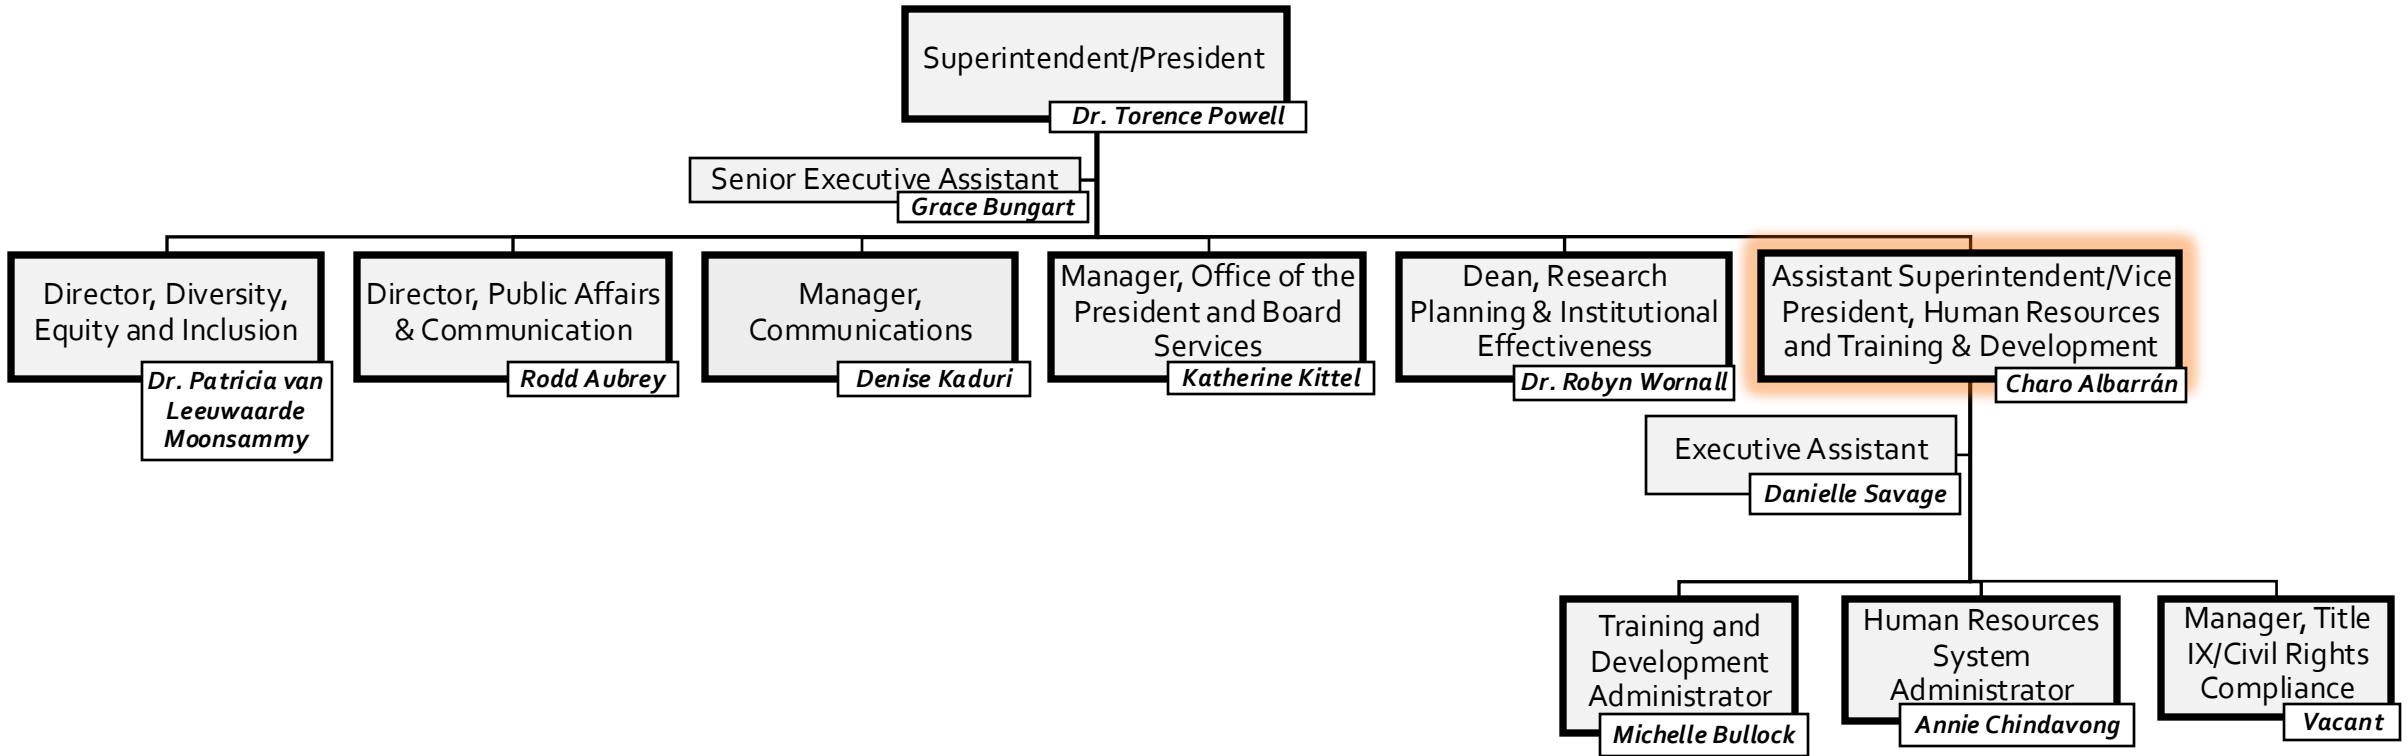 Superintendent/President
Dr. Torence Powell
Senior Executive Assistant
Grace Bungart
Director, Diversity,
Equity and Inclusion
Dr. Patricia van
Leeuwaarde
Moonsammy
Director, Public Affairs
& Communication
Rodd Aubrey
Manager,
Communications
Denise Kaduri
Manager, Office of the
President and Board
Services
Katherine Kittel
Dean, Research
Planning & Institutional
Effectiveness
Dr. Robyn Wornall
Assistant Superintendent/Vice
President, Human Resources
and Training & Development
Charo Albarrán
Executive Assistant
Danielle Savage
Training and
Development
Administrator
Michelle Bullock
Human Resources
System
Administrator
Annie Chindavong
Manager, Title
IX/Civil Rights
Compliance
Vacant